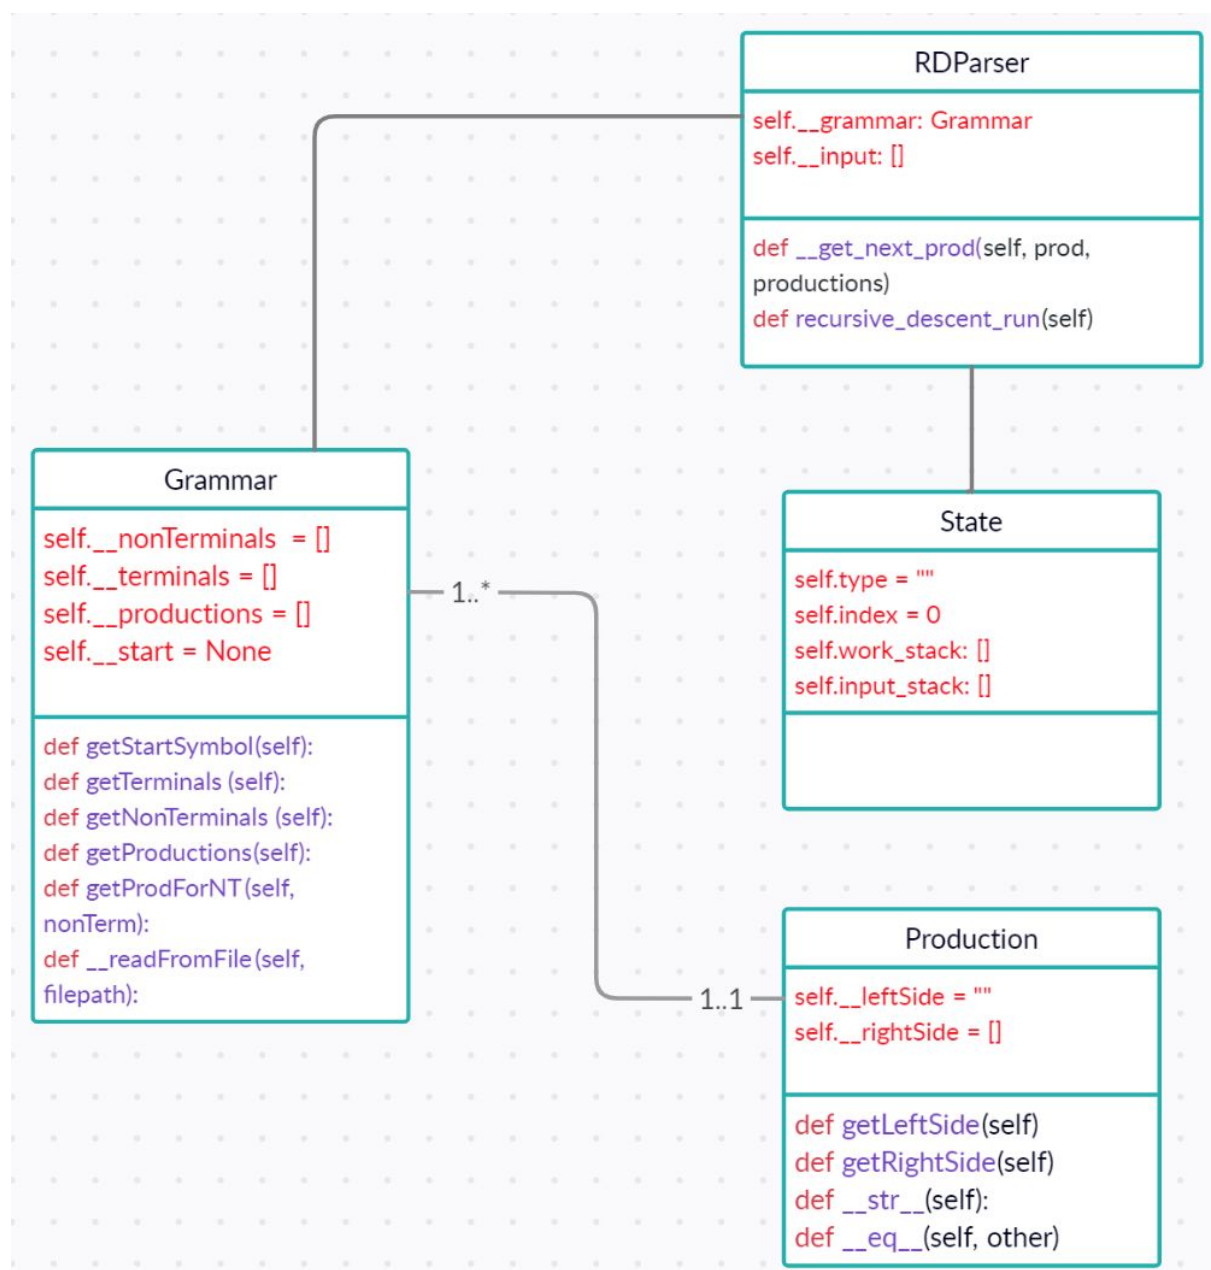 RDParser
self.__grammar: Grammar
self.__input: []
def __get_next_prod(self, prod,
productions)
def recursive_descent_run(self)
Grammar
self.__nonTerminals = []
self.__terminals = []
self.__productions = []
self.__start = None
def getStartSymbol(self):
def getTerminals (self):
def getNonTerminals (self):
def getProductions(self):
def getProdForNT(self,
nonTerm):
def __readFromFile(self,
filepath):
1..*
State
self.type = ""
self.index = 0
self.work_stack: []
self.input_stack: []
1..1
Production
self.__leftSide = ""
self.__rightSide = []
def getLeftSide(self)
def getRightSide(self)
def __str__(self):
def __eq__(self, other)